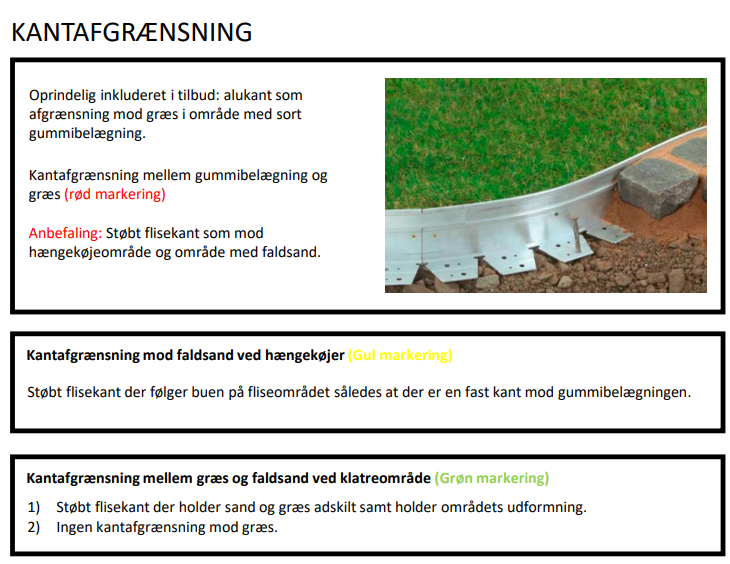 KANTAFGRÆNSNING
Oprindelig inkluderet i tilbud: alukant som
afgrænsning mod græs i område med sort
gummibelægning.
Kantafgrænsning mellem gummibelægning og
græs (rød markering)
Anbefaling: Støbt flisekant som mod
hængekøjeområde og område med faldsand.
Kantafgrænsning mod faldsand ved hængekøjer (Gul markering)
Støbt flisekant der følger buen på fliseområdet således at der er en fast kant mod gummibelægningen.
Kantafgrænsning mellem græs og faldsand ved klatreområde (Grøn markering)
1) Støbt flisekant der holder sand og græs adskilt samt holder områdets udformning.
2) Ingen kantafgrænsning mod græs.